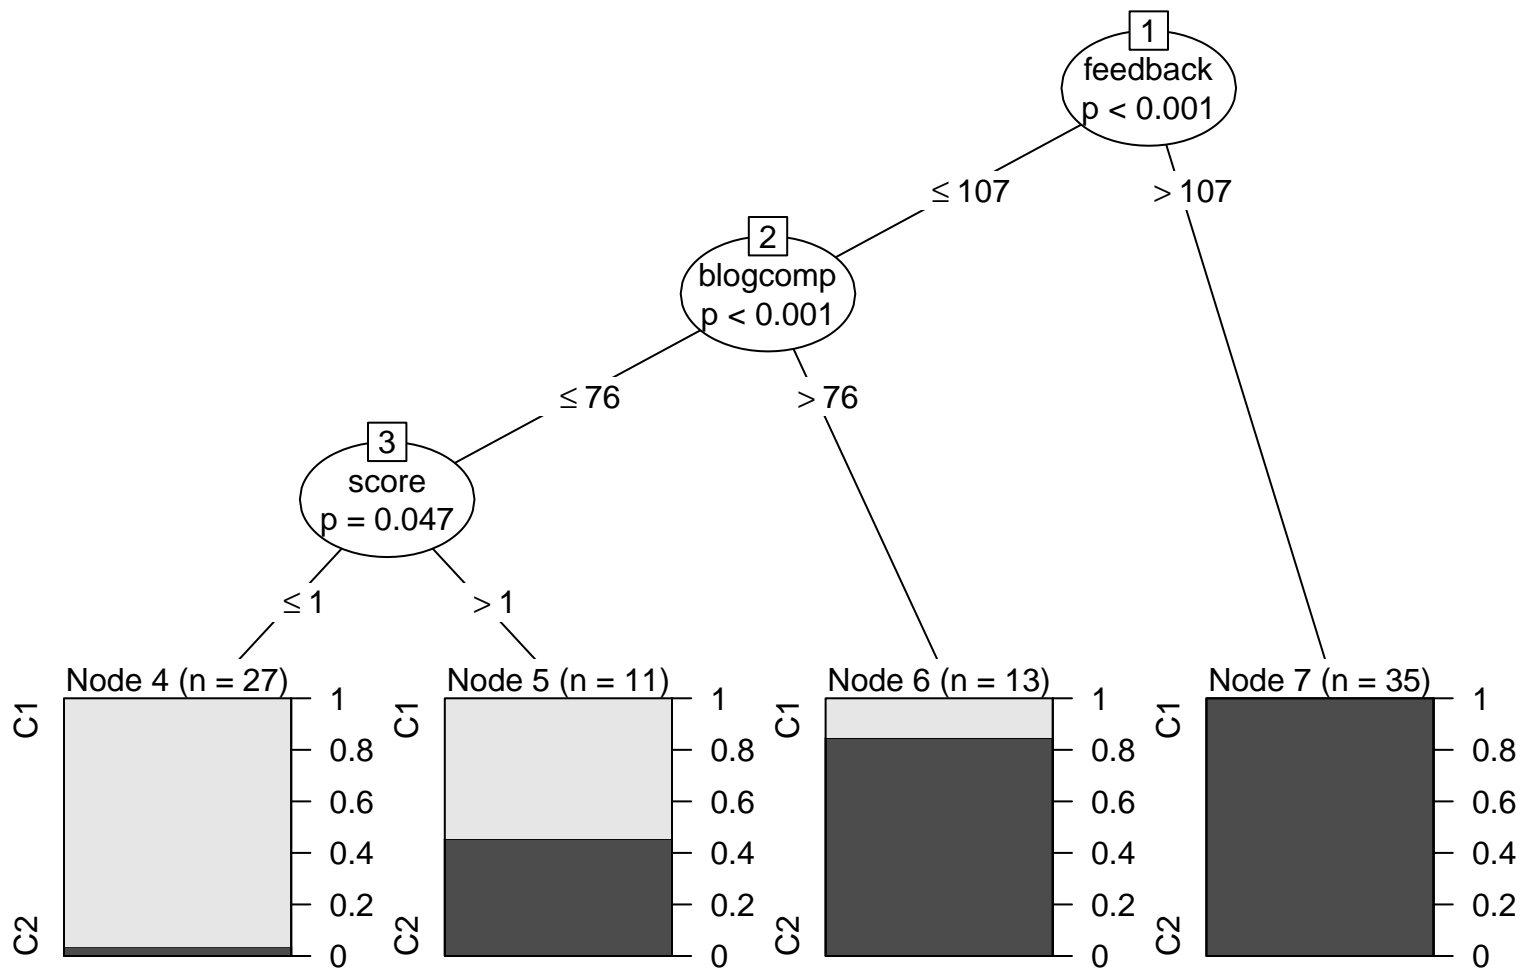 1
feedback
p < 0.001
≤ 107
> 107
2
blogcomp
p < 0.001
≤ 76
> 76
3
score
p = 0.047
≤ 1
> 1
Node 4 (n = 27)
C1
C2
1
0.8
0.6
0.4
0.2
0
Node 5 (n = 11)
C1
C2
1
0.8
0.6
0.4
0.2
0
Node 6 (n = 13)
C1
C2
1
0.8
0.6
0.4
0.2
0
Node 7 (n = 35)
C1
C2
1
0.8
0.6
0.4
0.2
0